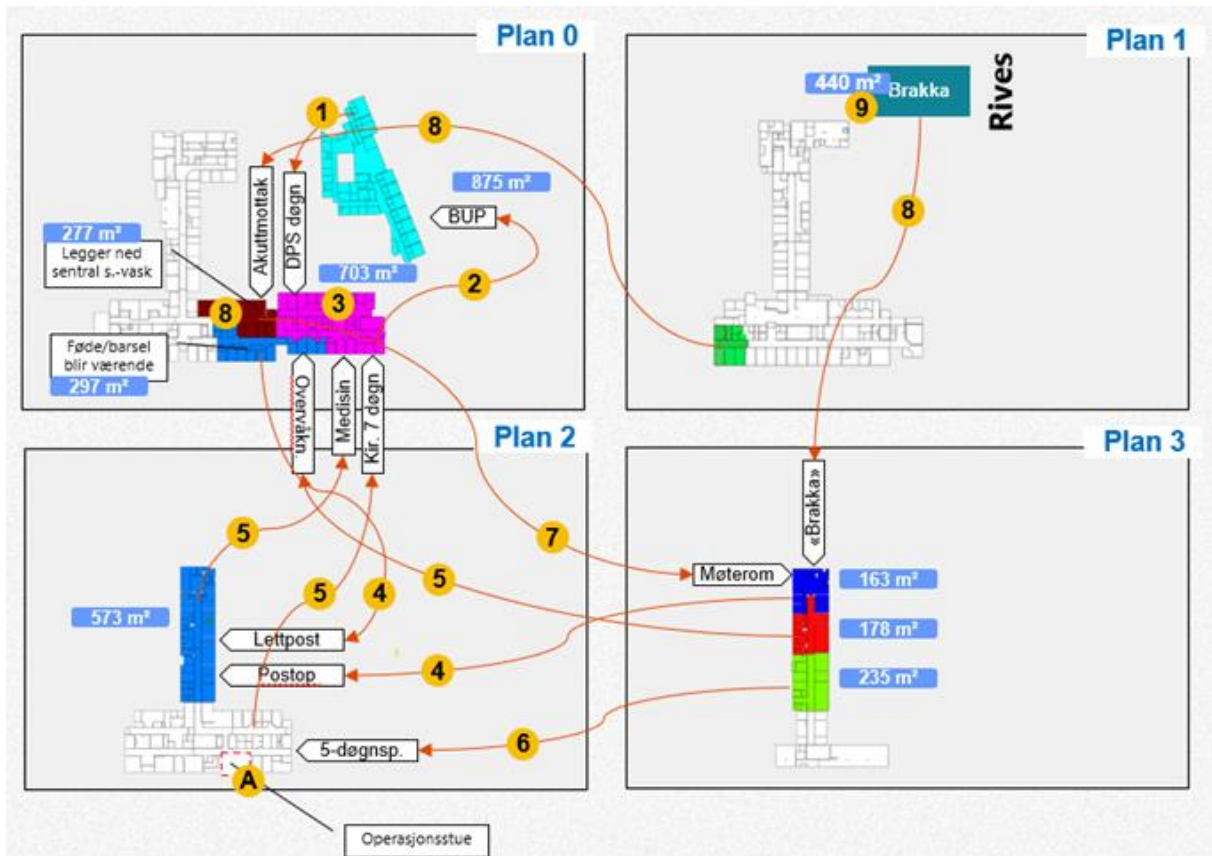 Plan 0
1
8
Akuttmottak
DPS døgn
875 m²
BUP
277 m²
Legger ned
sentral s.-vask
703 m²
2
3
8
Føde/barsel
blir værende
297 m²
Overvåkn.
Medisin
Kir. 7 døgn
Plan 1
440 m²
Brakka
9
Rives
8
Plan 2
5
5
4
5
7
573 m²
Lettpost
Postop
4
5-døgnsp.
6
A
Operasjonsstue
Plan 3
«Brakka»
Møterom
163 m²
178 m²
235 m²